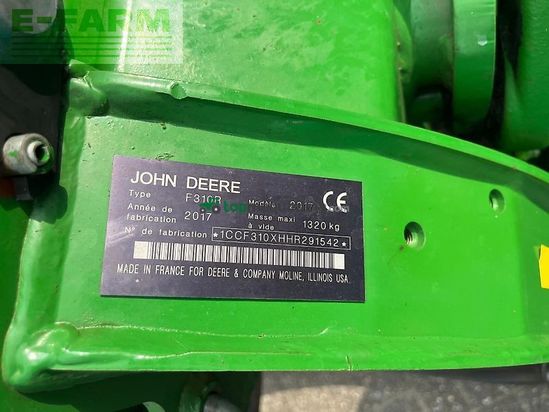 E-FARM
JOHN DEERE
Type F310R Modèle 2017
Année de fabrication 2017 Masse maxi à vide 1320 kg
N° de fabrication *1CCF310XHHR291542*
MADE IN FRANCE FOR DEERE & COMPANY MOLINE, ILLINOIS USA